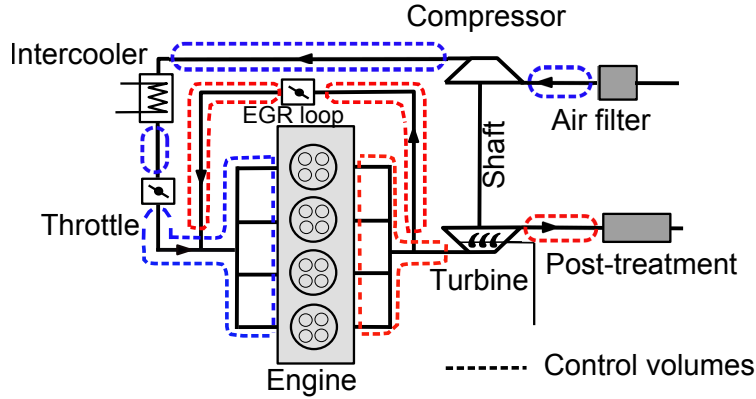 Compressor
Intercooler
EGR loop
Air filter
Shaft
Throttle
Turbine
Post-treatment
Engine
Control volumes